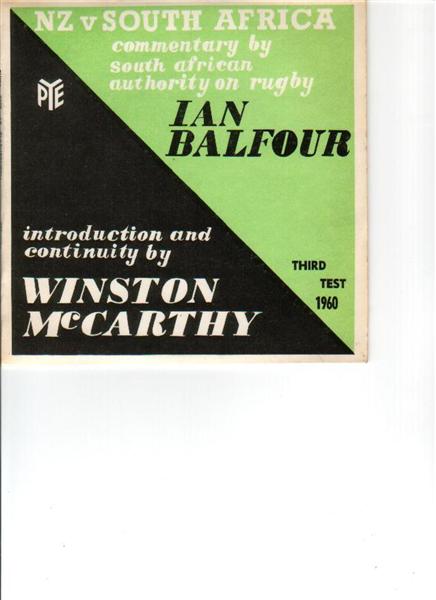 NZ v SOUTH AFRICA
commentary by
south african
authority on rugby
PYE
IAN
BALFOUR
introduction and
continuity by
WINSTON
McCARTHY
THIRD
TEST
1960